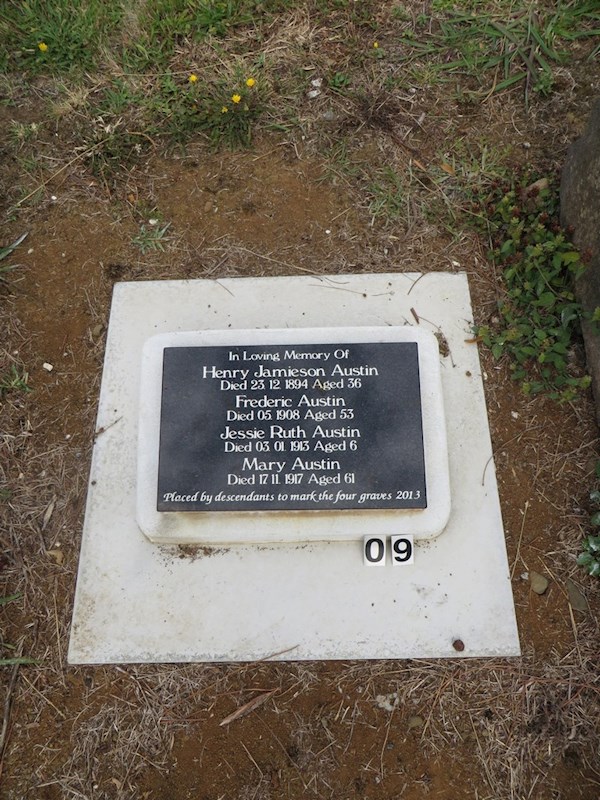 In Loving Memory Of
Henry Jamieson Austin
Died 23 12 1894 Aged 36
Frederic Austin
Died 05 1908 Aged 53
Jessie Ruth Austin
Died 03 01 1913 Aged 6
Mary Austin
Died 17 11 1917 Aged 61
Placed by descendants to mark the four graves 2013
09